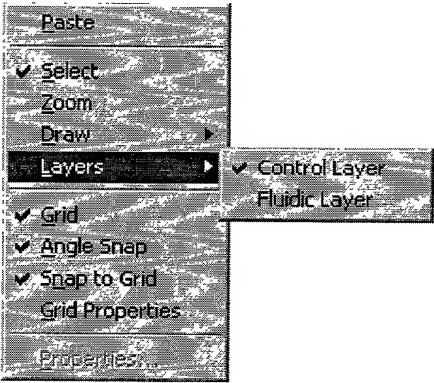 Paste
Select
Zoom
Draw
Layers
Control Layer
Fluidic Layer
Grid
Angle Snap
Snap to Grid
Grid Properties
Properties...